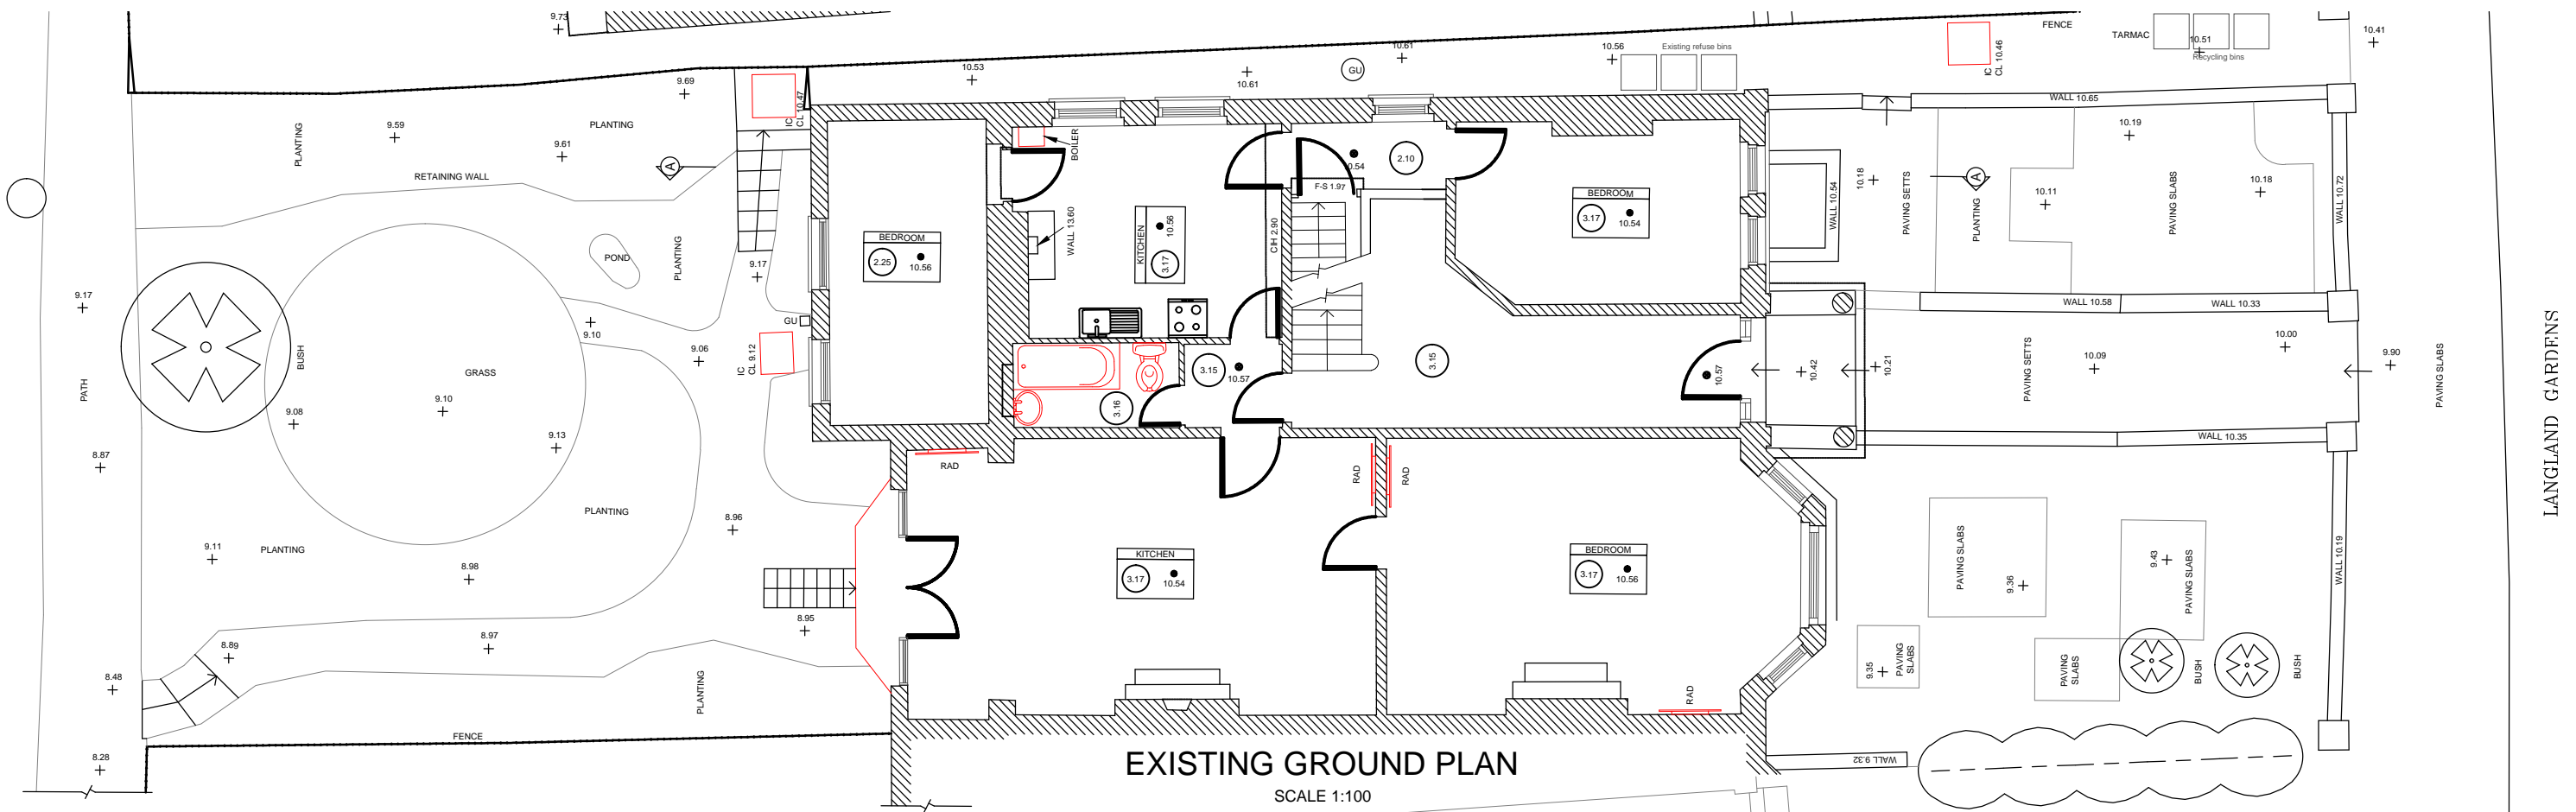 9.73
10.61
10.56
Existing refuse bins
FENCE
TARMAC
10.51
Recycling bins
10.41
IC
CL 10.46
10.53
10.61
GU
9.69
IC
CL 10.47
PLANTING
9.59
PLANTING
9.61
A
RETAINING WALL
BOILER
10.54
2.10
F-S 1.97
WALL 10.65
10.19
10.18
WALL 10.54
PAVING SETTS
A
PLANTING
10.11
PAVING SLABS
10.18
WALL 10.72
BEDROOM
2.25
10.56
WALL 13.60
KITCHEN
10.56
3.17
C/H 2.90
BEDROOM
3.17
10.54
POND
PLANTING
9.17
9.17
GU
9.10
9.06
IC
CL 9.12
BUSH
GRASS
PATH
9.10
9.08
9.13
3.15
10.57
3.16
3.15
10.57
10.42
10.21
WALL 10.58
WALL 10.33
PAVING SETTS
10.09
10.00
9.90
PAVING SLABS
LANGLAND GARDENS
WALL 10.35
8.87
RAD
RAD
RAD
PLANTING
8.96
9.11
PLANTING
8.98
KITCHEN
3.17
10.54
BEDROOM
3.17
10.56
PAVING SLABS
9.36
9.43
PAVING SLABS
WALL 10.19
8.95
8.97
8.89
8.48
PLANTING
RAD
9.35
PAVING
SLABS
PAVING
SLABS
BUSH
BUSH
FENCE
8.28
WALL 9.32
EXISTING GROUND PLAN
SCALE 1:100